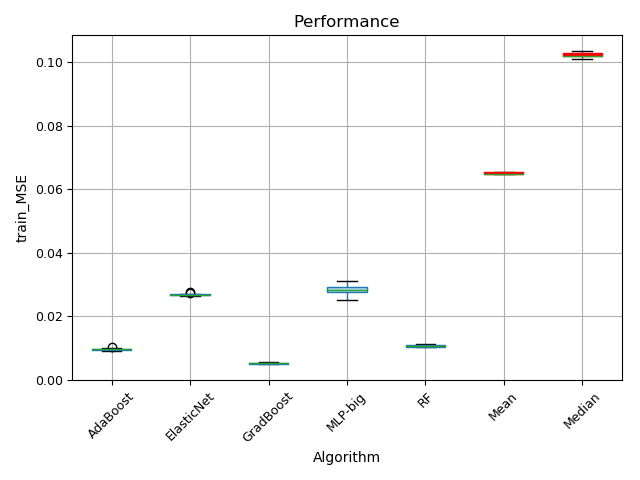 Performance
train_MSE
0.10
0.08
0.06
0.04
0.02
0.00
AdaBoost
ElasticNet
GradBoost
MLP-big
RF
Mean
Median
Algorithm